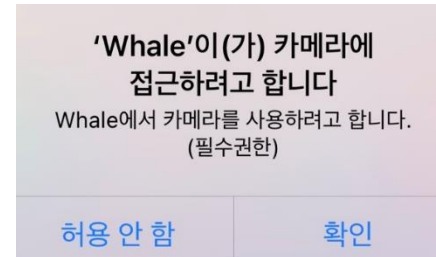 ‘Whale’이(가) 카메라에
접근하려고 합니다
Whale에서 카메라를 사용하려고 합니다.
(필수권한)
허용 안 함
확인